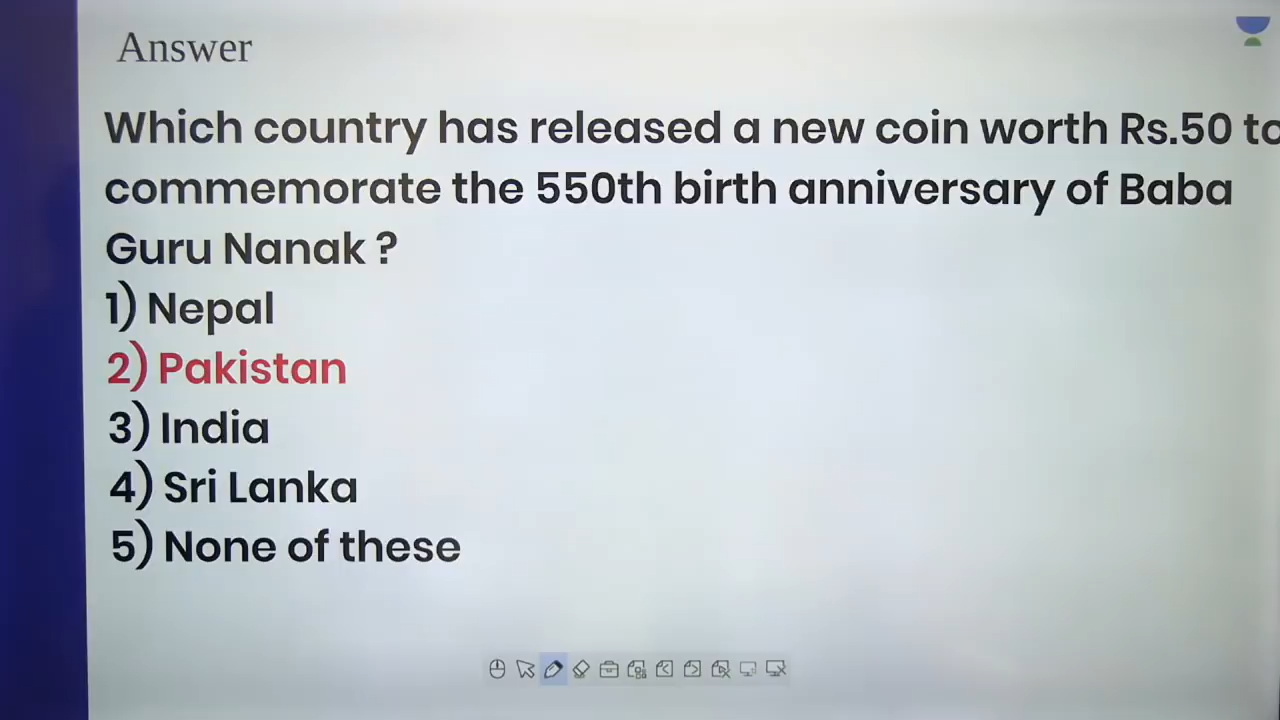 Answer
Which country has released a new coin worth Rs.50 to
commemorate the 550th birth anniversary of Baba
Guru Nanak ?
1) Nepal
2) Pakistan
3) India
4) Sri Lanka
5) None of these